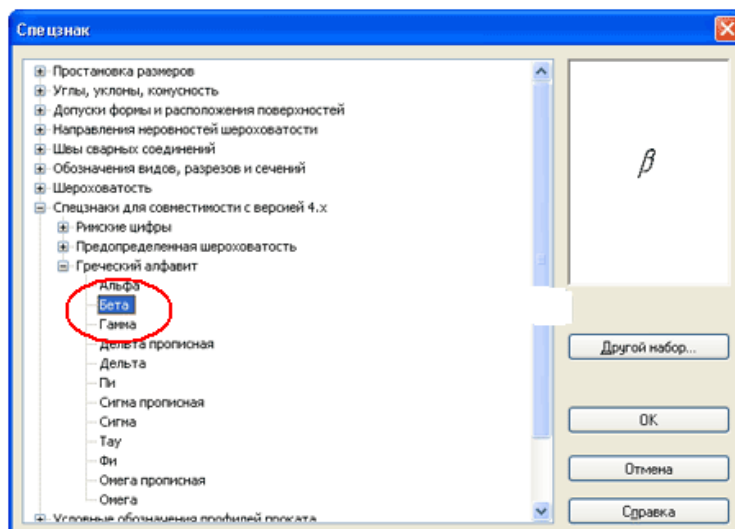 Спецзнак
Простановка размеров
Углы, уклоны, конусность
Допуски формы и расположения поверхностей
Направления неровностей шероховатости
Швы сварных соединений
Обозначения видов, разрезов и сечений
Шероховатость
Спецзнаки для совместимости с версией 4.x
Римские цифры
Предопределенная шероховатость
Греческий алфавит
Альфа
Бета
Гамма
Дельта прописная
Дельта
Пи
Сигма прописная
Сигма
Тау
Фи
Омега прописная
Омега
Условные обозначения профилей проката
β
Другой набор...
OK
Отмена
Справка